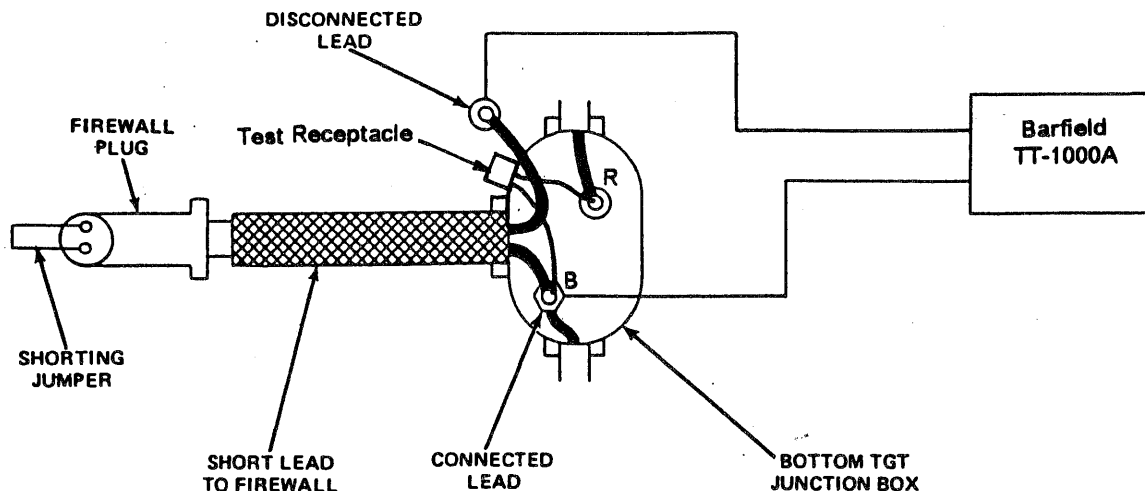 DISCONNECTED
LEAD
FIREWALL
PLUG
Test Receptacle
Barfield
TT-1000A
R
B
SHORTING
JUMPER
SHORT LEAD
TO FIREWALL
CONNECTED
LEAD
BOTTOM TGT
JUNCTION BOX